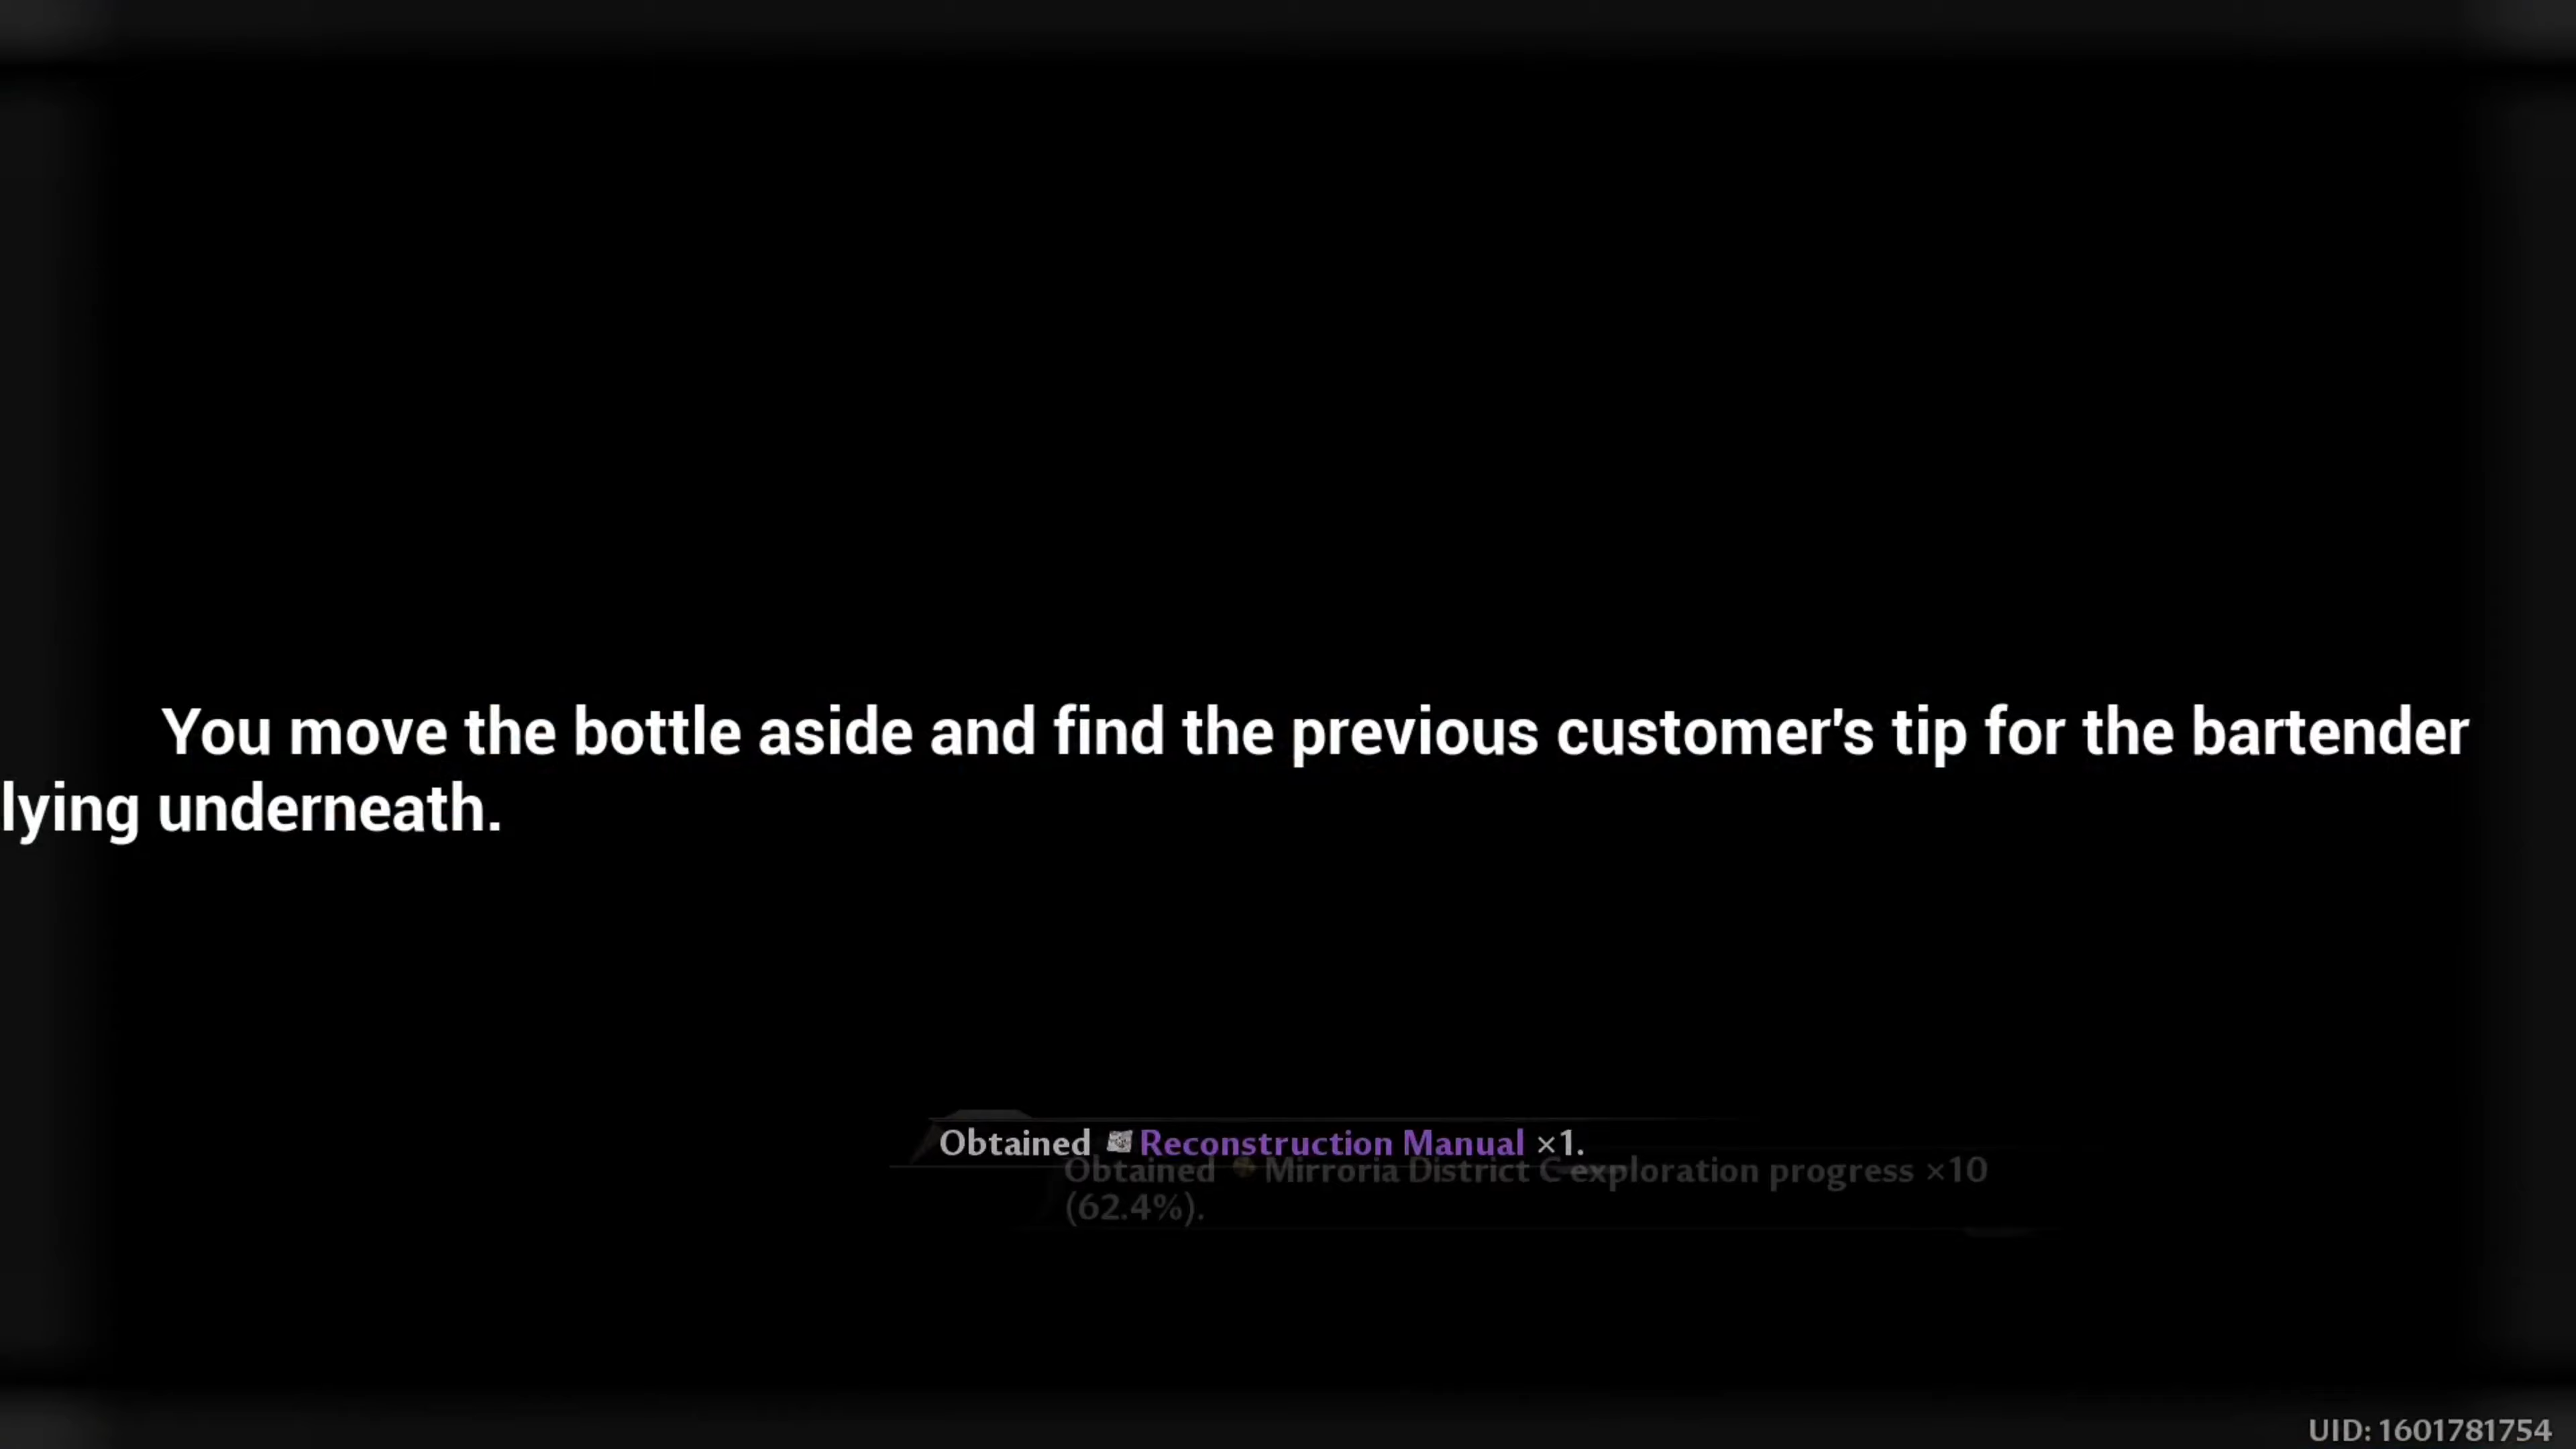 You move the bottle aside and find the previous customer's tip for the bartender
lying underneath.
Obtained Reconstruction Manual ×1.
Obtained Mirroria District C exploration progress ×10
(62.4%).
UID: 1601781754